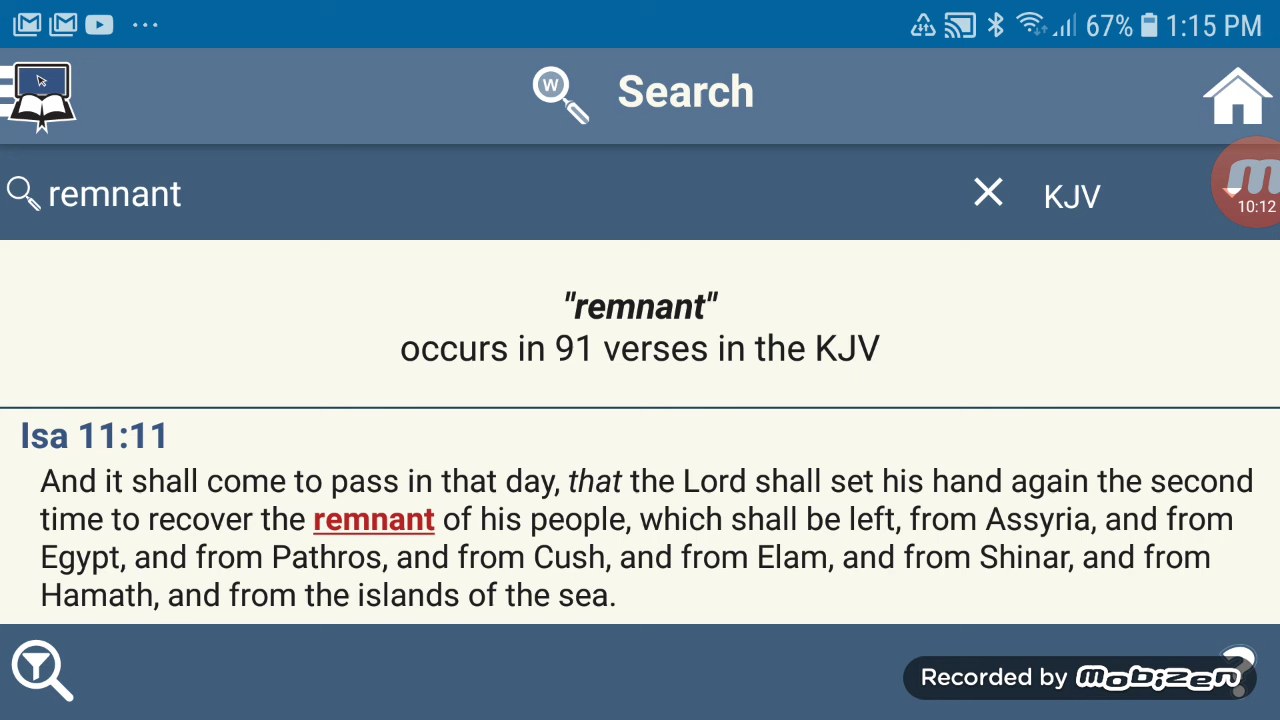 67% 1:15 PM
W Search
remnant KJV
10:12
"remnant"
occurs in 91 verses in the KJV
Isa 11:11
And it shall come to pass in that day, that the Lord shall set his hand again the second
time to recover the remnant of his people, which shall be left, from Assyria, and from
Egypt, and from Pathros, and from Cush, and from Elam, and from Shinar, and from
Hamath, and from the islands of the sea.
?
Recorded by Mobizen